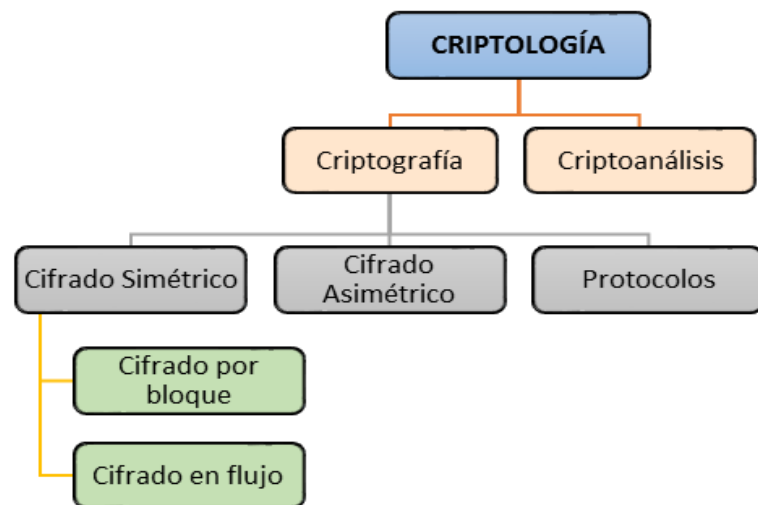 CRIPTOLOGÍA
Criptografía
Criptoanálisis
Cifrado Simétrico
Cifrado
Asimétrico
Protocolos
Cifrado por
bloque
Cifrado en flujo